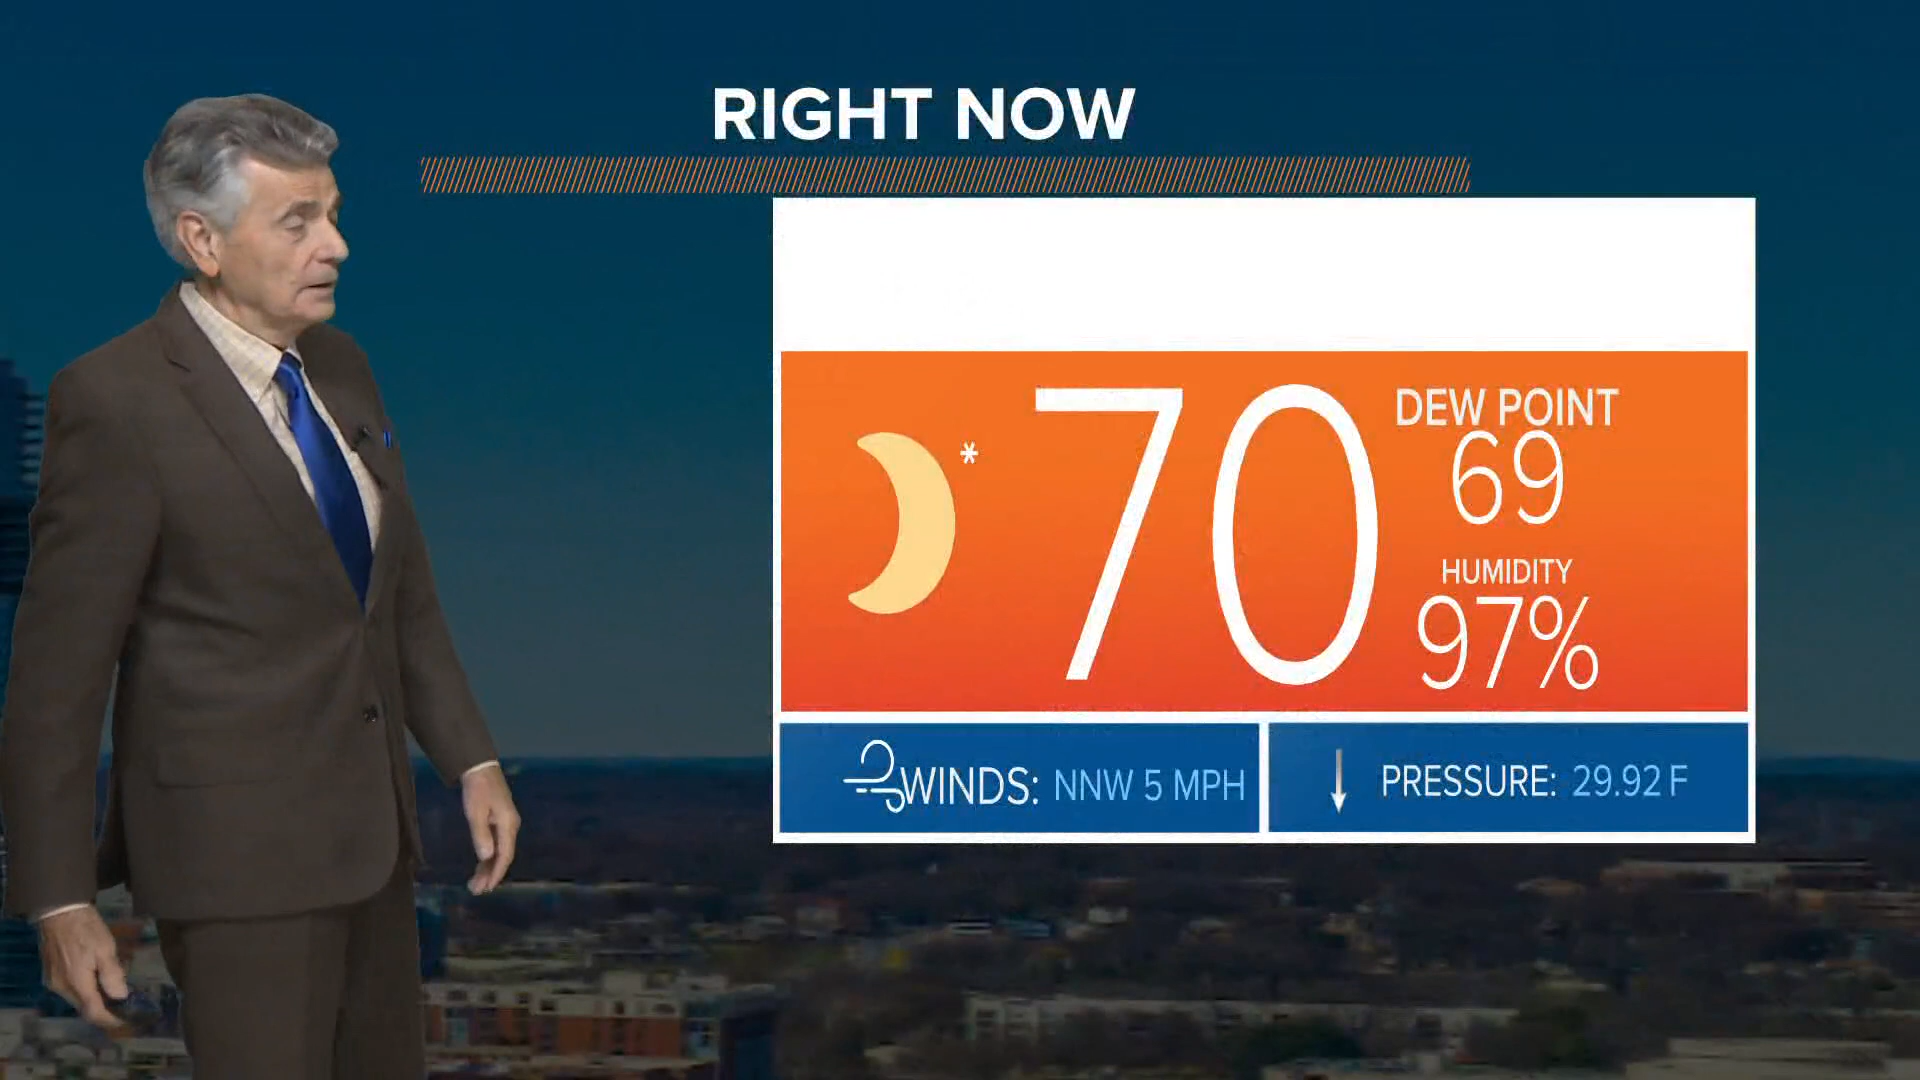 RIGHT NOW
*
70
DEW POINT
69
HUMIDITY
97%
WINDS: NNW 5 MPH
PRESSURE: 29.92 F